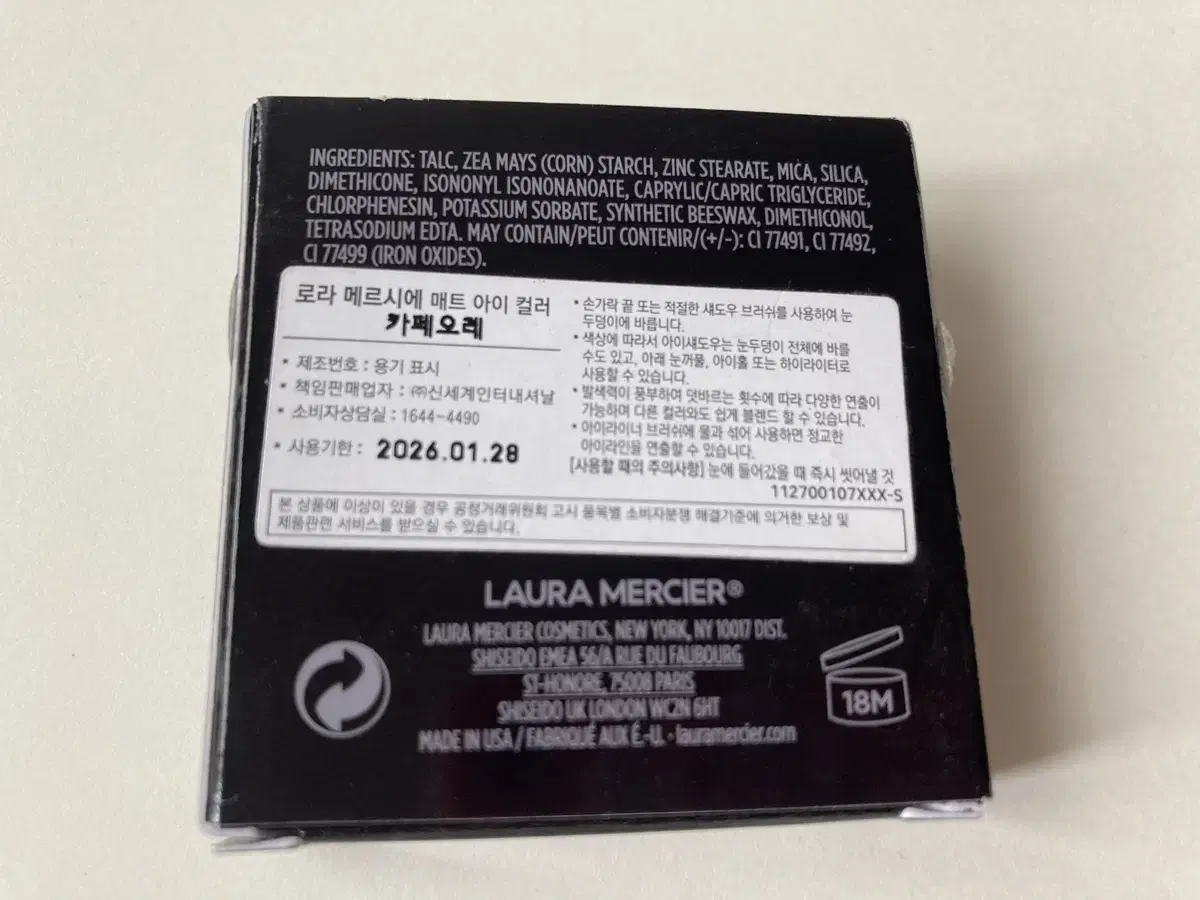 INGREDIENTS: TALC, ZEA MAYS (CORN) STARCH, ZINC STEARATE, MICA, SILICA,
DIMETHICONE, ISONONYL ISONONANOATE, CAPRYLIC/CAPRIC TRIGLYCERIDE,
CHLORPHENESIN, POTASSIUM SORBATE, SYNTHETIC BEESWAX, DIMETHICONOL,
TETRASODIUM EDTA. MAY CONTAIN/PEUT CONTENIR/(+/-): CI 77491, CI 77492,
CI 77499 (IRON OXIDES).
로라 메르시에 매트 아이 컬러
카페오레
• 제조번호 : 용기 표시
• 책임판매업자 : ㈜신세계인터내셔날
• 소비자상담실 : 1644-4490
• 사용기한 : 2026.01.28
• 손가락 끝 또는 적절한 섀도우 브러쉬를 사용하여 눈
두덩이에 바릅니다.
• 색상에 따라서 아이섀도우는 눈두덩이 전체에 바를
수도 있고, 아래 눈꺼풀, 아이홀 또는 하이라이터로
사용할 수 있습니다.
• 발색력이 풍부하여 덧바르는 횟수에 따라 다양한 연출이
가능하며 다른 컬러와도 쉽게 블렌드 할 수 있습니다.
• 아이라이너 브러쉬에 물과 섞어 사용하면 정교한
아이라인을 연출할 수 있습니다.
[사용할 때의 주의사항] 눈에 들어갔을 때 즉시 씻어낼 것
112700107XXX-S
본 상품에 이상이 있을 경우 공정거래위원회 고시 품목별 소비자분쟁 해결기준에 의거한 보상 및
제품관련 서비스를 받으실 수 있습니다.
LAURA MERCIER®
LAURA MERCIER COSMETICS, NEW YORK, NY 10017 DIST.
SHISEIDO EMEA 56/A RUE DU FAUBOURG
ST-HONORE, 75008 PARIS
SHISEIDO UK LONDON WC2N 6HT
MADE IN USA / FABRIQUÉ AUX É.-U. · lauramercier.com
18M